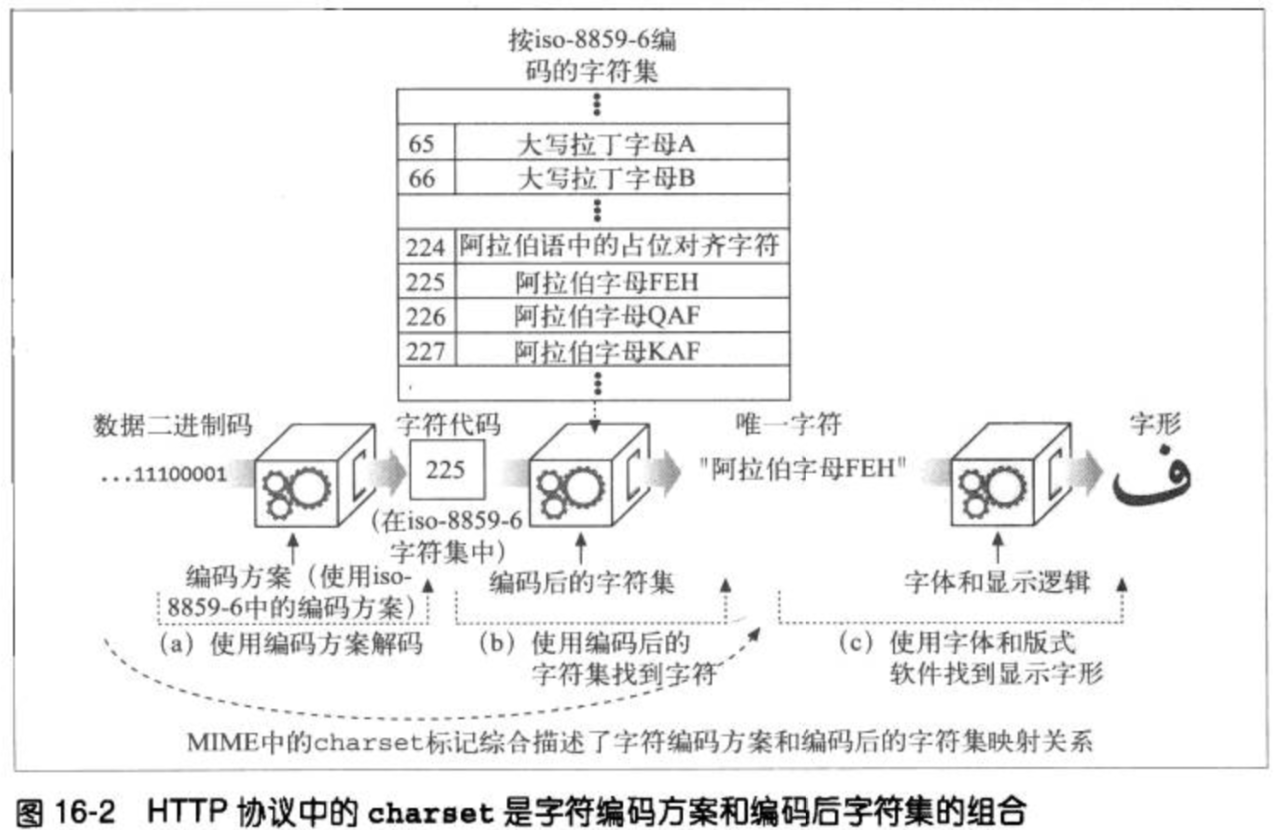 按iso-8859-6编
码的字符集
65 大写拉丁字母A
66 大写拉丁字母B
224 阿拉伯语中的占位对齐字符
225 阿拉伯字母FEH
226 阿拉伯字母QAF
227 阿拉伯字母KAF
数据二进制码 字符代码 唯一字符 字形
...11100001 225 "阿拉伯字母FEH" ف
(在iso-8859-6
字符集中)
编码方案（使用iso-
8859-6中的编码方案）
编码后的字符集
字体和显示逻辑
(a) 使用编码方案解码
(b) 使用编码后的
字符集找到字符
(c) 使用字体和版式
软件找到显示字形
MIME中的charset标记综合描述了字符编码方案和编码后的字符集映射关系
图 16-2 HTTP 协议中的 charset 是字符编码方案和编码后字符集的组合